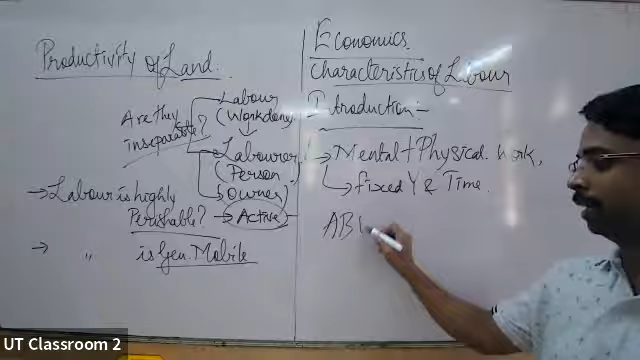 Productivity of Land.
Are they
inseparable?
Labour
(Workdone)
Labourer
(Person
Owner)
→ Labour is highly
Perishable? → Active
→ " is Gen. Mobile
Economics.
Characteristics of Labour
Introduction:-
→ Mental + Physical Work,
→ fixed Y & Time.
AB
UT Classroom 2